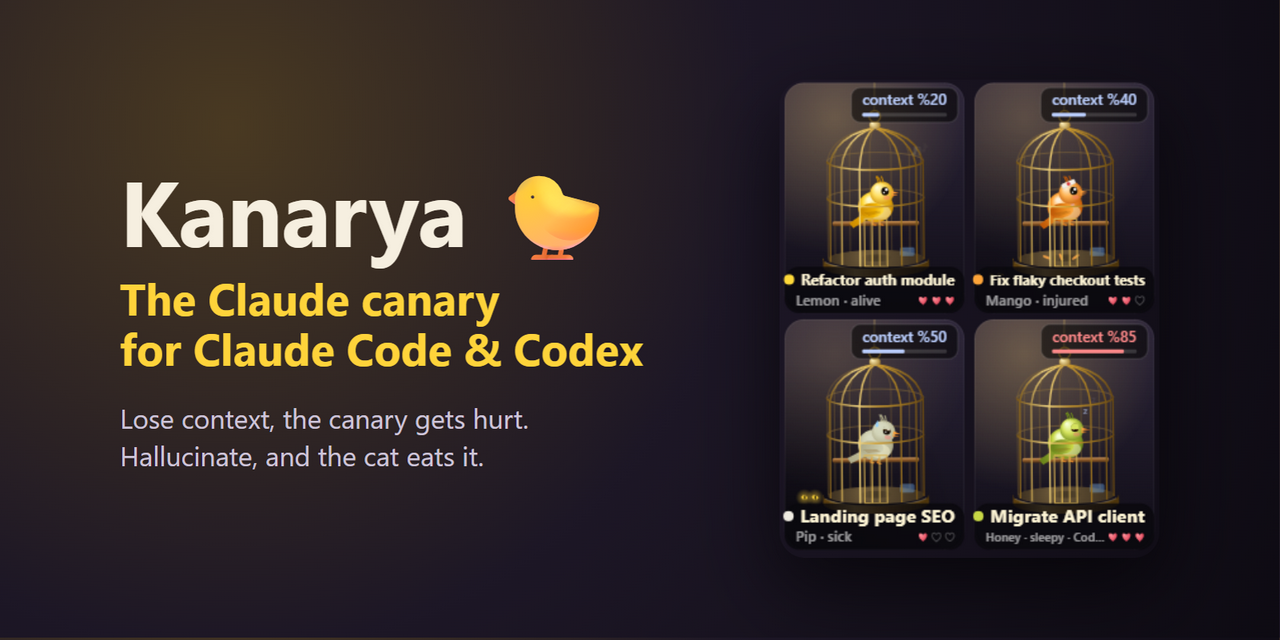 Kanarya
The Claude canary
for Claude Code & Codex
Lose context, the canary gets hurt.
Hallucinate, and the cat eats it.
context %20
Refactor auth module
Lemon · alive
context %40
Fix flaky checkout tests
Mango · injured
context %50
Landing page SEO
Pip · sick
context %85
z
Migrate API client
Honey · sleepy · Cod...